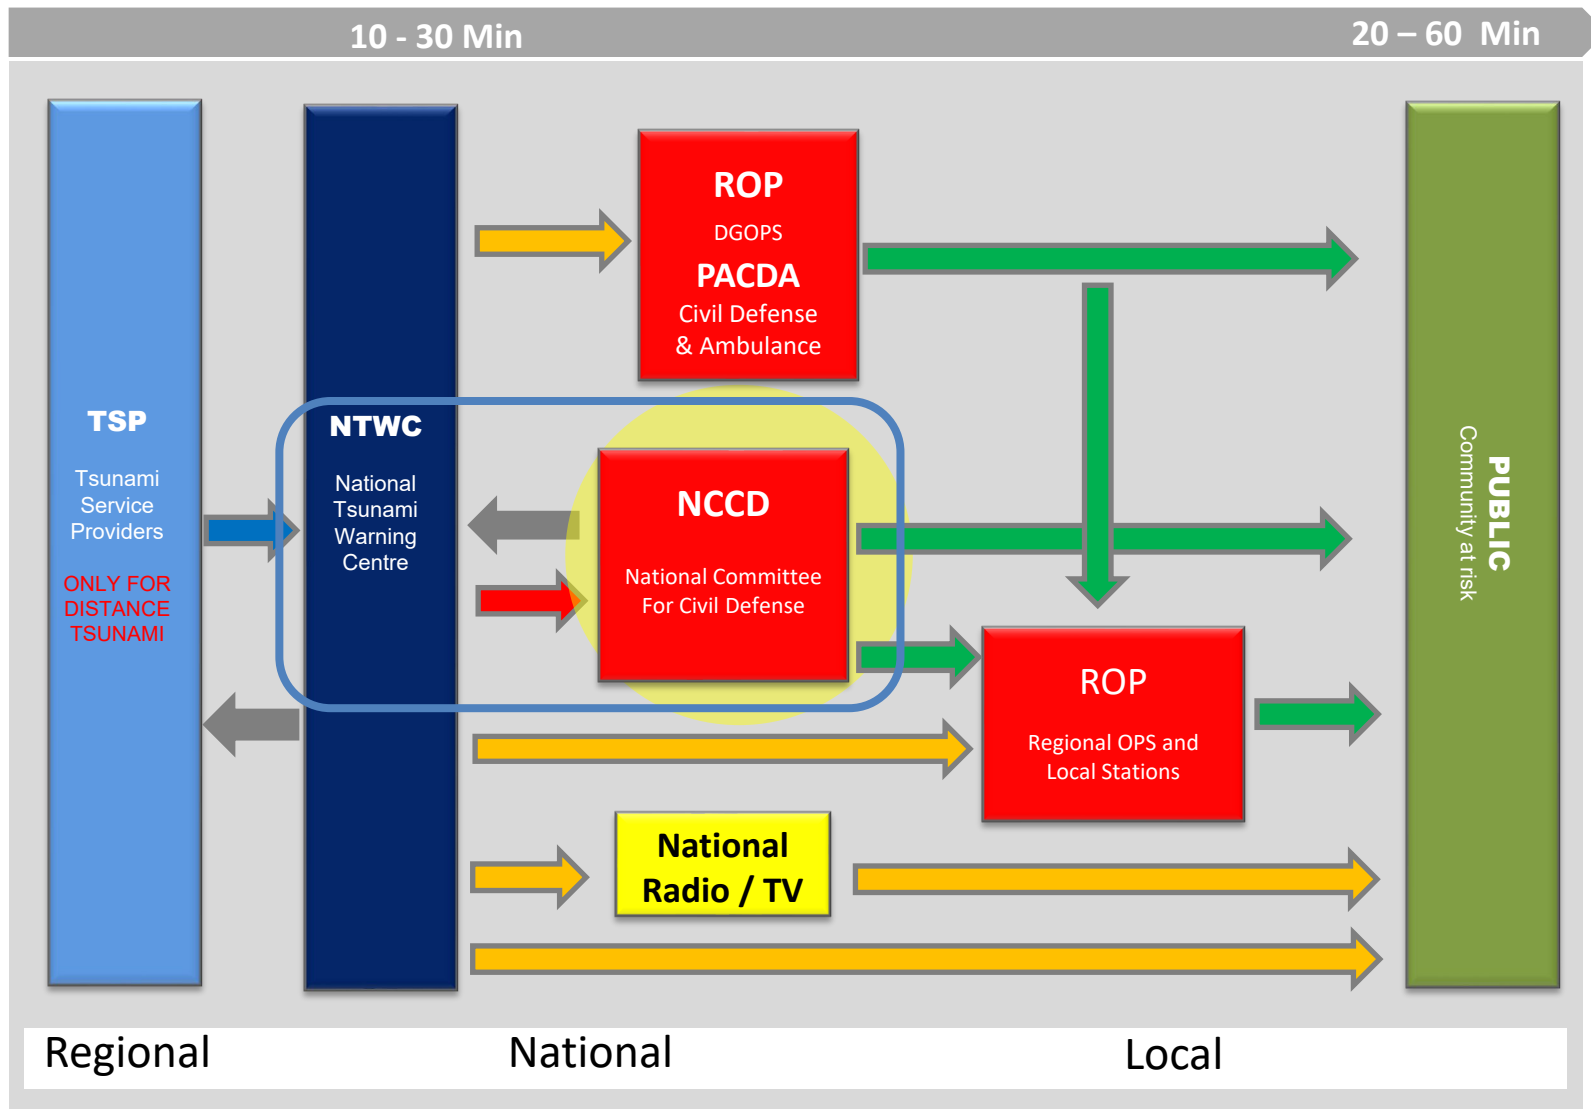 10 - 30 Min
20 – 60 Min
TSP
Tsunami
Service
Providers
ONLY FOR
DISTANCE
TSUNAMI
NTWC
National
Tsunami
Warning
Centre
ROP
DGOPS
PACDA
Civil Defense
& Ambulance
NCCD
National Committee
For Civil Defense
ROP
Regional OPS and
Local Stations
National
Radio / TV
PUBLIC
Community at risk
Regional
National
Local